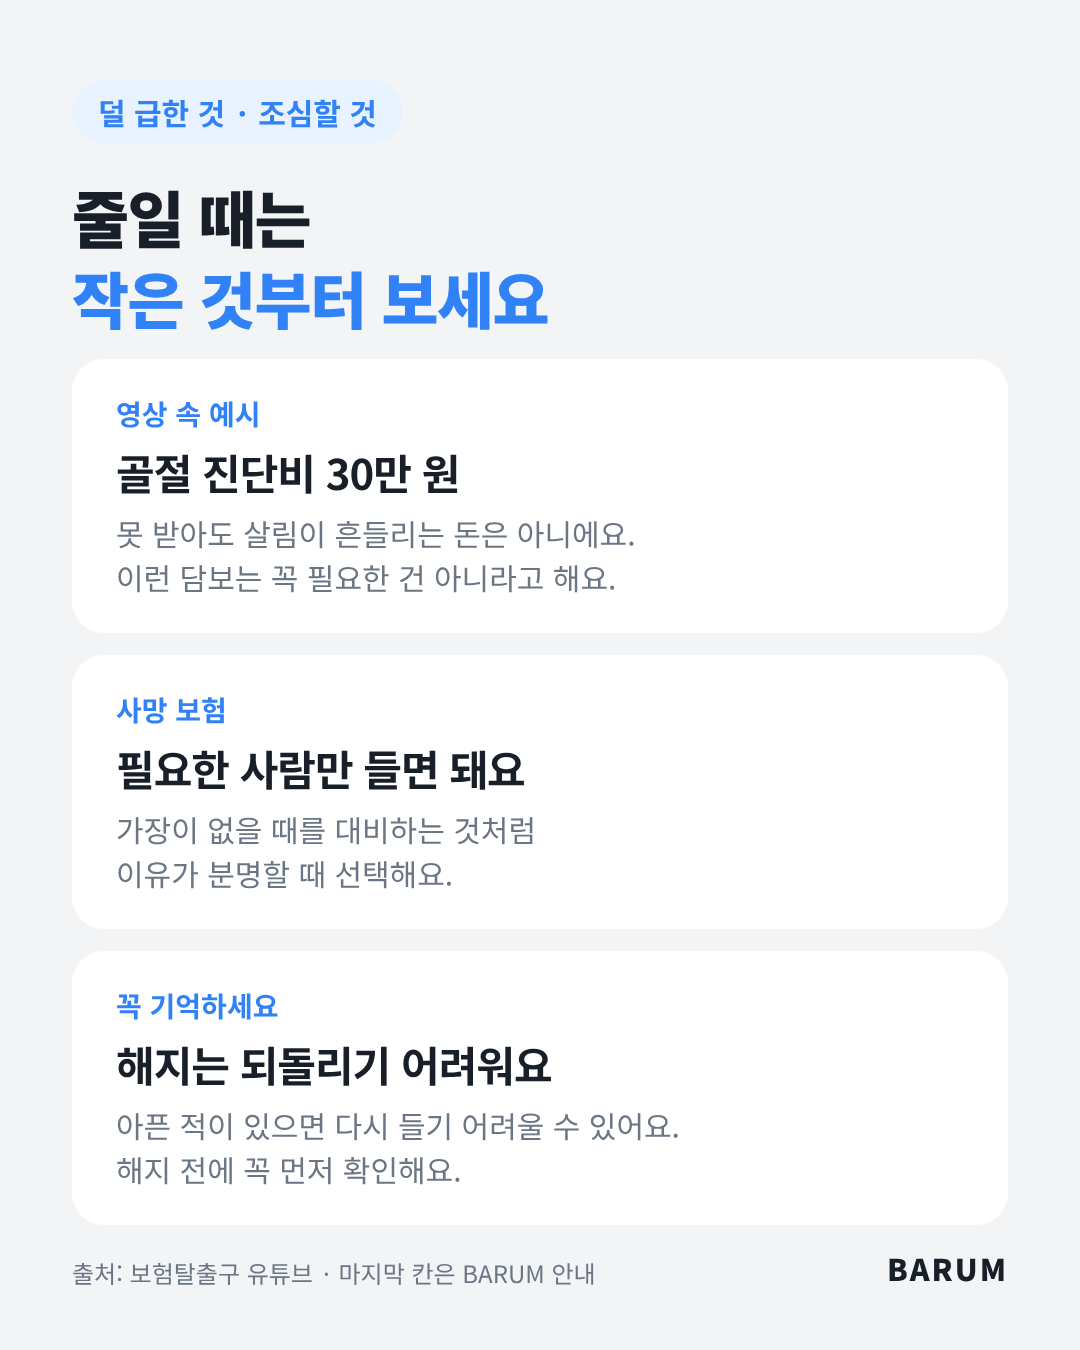 덜 급한 것 · 조심할 것
줄일 때는
작은 것부터 보세요
영상 속 예시
골절 진단비 30만 원
못 받아도 살림이 흔들리는 돈은 아니에요.
이런 담보는 꼭 필요한 건 아니라고 해요.
사망 보험
필요한 사람만 들면 돼요
가장이 없을 때를 대비하는 것처럼
이유가 분명할 때 선택해요.
꼭 기억하세요
해지는 되돌리기 어려워요
아픈 적이 있으면 다시 들기 어려울 수 있어요.
해지 전에 꼭 먼저 확인해요.
출처: 보험탈출구 유튜브 · 마지막 칸은 BARUM 안내
BARUM